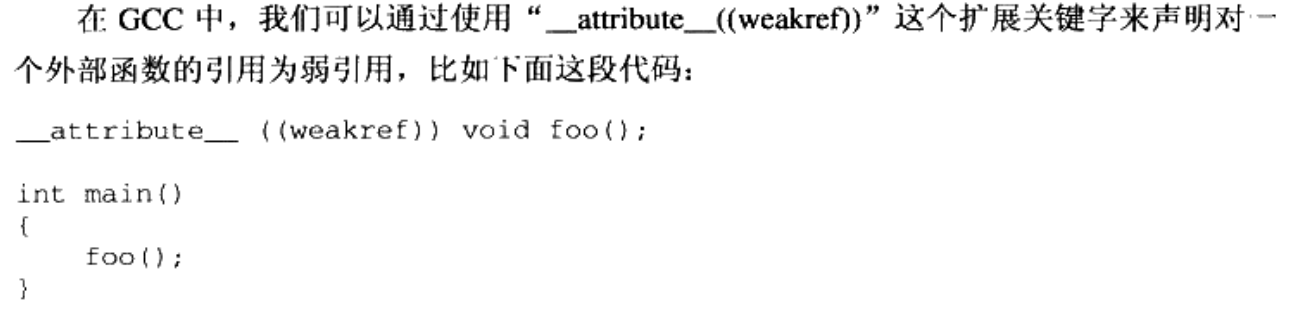 在 GCC 中，我们可以通过使用“__attribute__((weakref))”这个扩展关键字来声明对一
个外部函数的引用为弱引用，比如下面这段代码：
__attribute__ ((weakref)) void foo();
int main()
{
    foo();
}